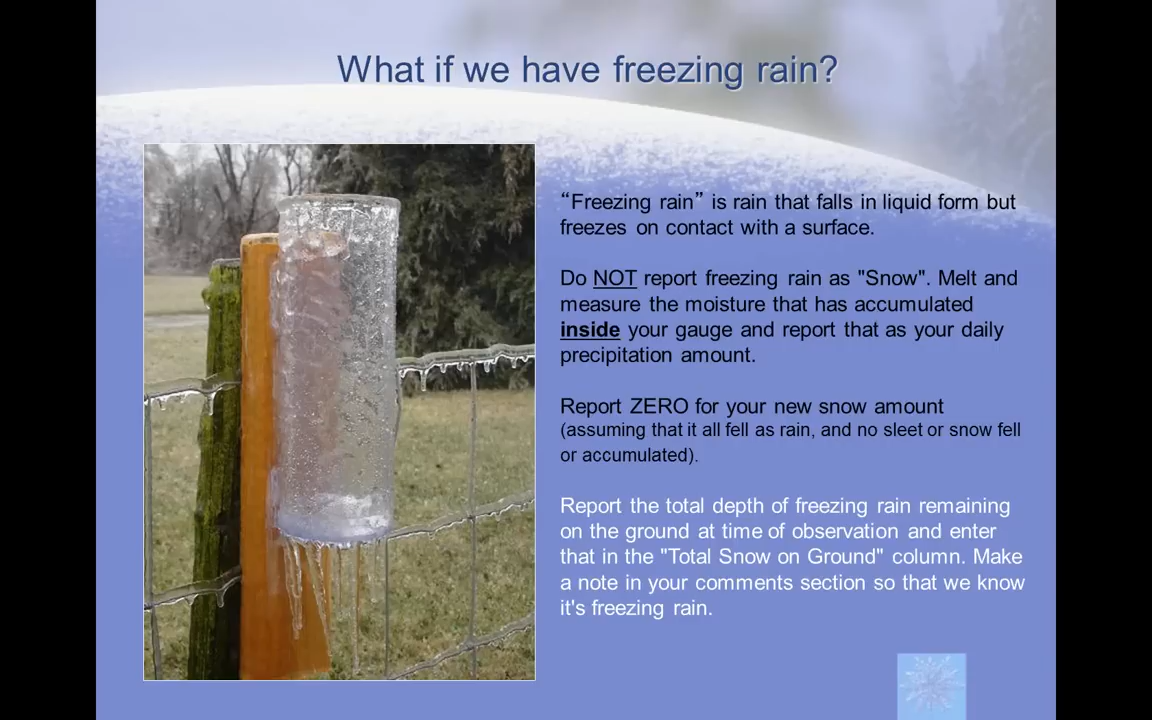 What if we have freezing rain?
“Freezing rain” is rain that falls in liquid form but
freezes on contact with a surface.
Do NOT report freezing rain as "Snow". Melt and
measure the moisture that has accumulated
inside your gauge and report that as your daily
precipitation amount.
Report ZERO for your new snow amount
(assuming that it all fell as rain, and no sleet or snow fell
or accumulated).
Report the total depth of freezing rain remaining
on the ground at time of observation and enter
that in the "Total Snow on Ground" column. Make
a note in your comments section so that we know
it's freezing rain.